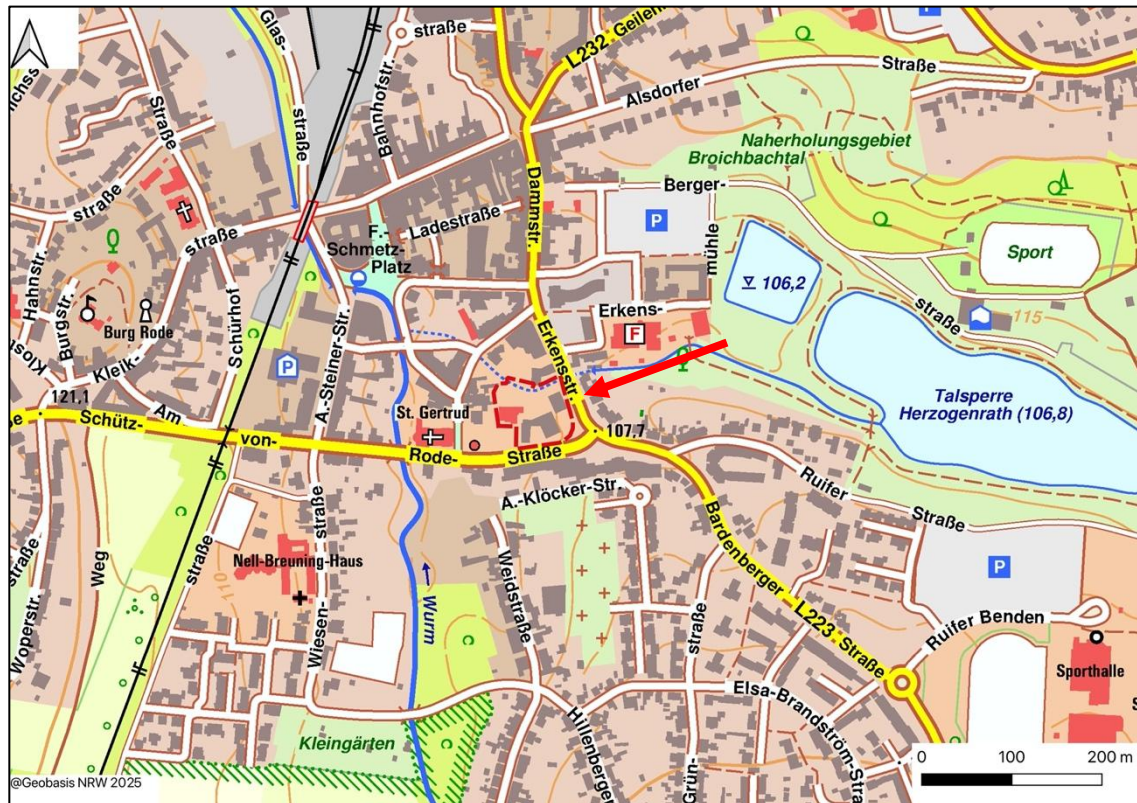 Glas-
straße
Bahnhofstr.
straße
L232 Geilen
Alsdorfer
Straße
Straße
Naherholungsgebiet
Broichbachtal
Berger-
Dammstr.
Ladestraße
F.-
Schmetz-
Platz
P
P
mühle
106,2
Sport
straße
115
straße
straße
Hannstr.
Burgstr.
Burg Rode
Kleik-
Schürhof
Am
121,1
P
A.-Steiner-Str.
Erkens-
F
Erkensstr.
Talsperre
Herzogenrath (106,8)
Schütz-
von-
Rode-
Straße
St. Gertrud
107,7
A.-Klöcker-Str.
Ruifer
Straße
Bardenberger
L223
Straße
P
Ruifer Benden
Sporthalle
straße
Weg
Woperstr.
straße
Nell-Breuning-Haus
110
straße
Wiesen-
Wurm
Weidstraße
straße
Grün-
Hillenberger
Elsa-Brandström-Stra
Kleingärten
0
100
200 m
@Geobasis NRW 2025